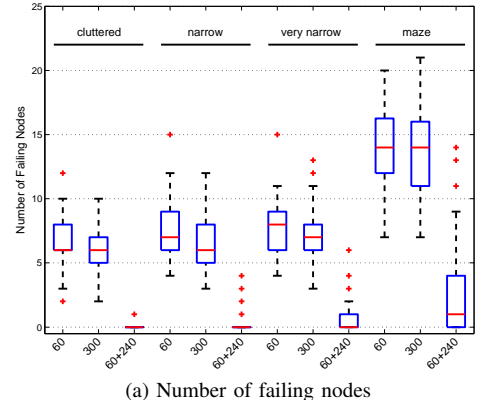 25
20
15
10
5
0
Number of Failing Nodes
cluttered narrow very narrow maze
60 300 60+240 60 300 60+240 60 300 60+240 60 300 60+240
(a) Number of failing nodes